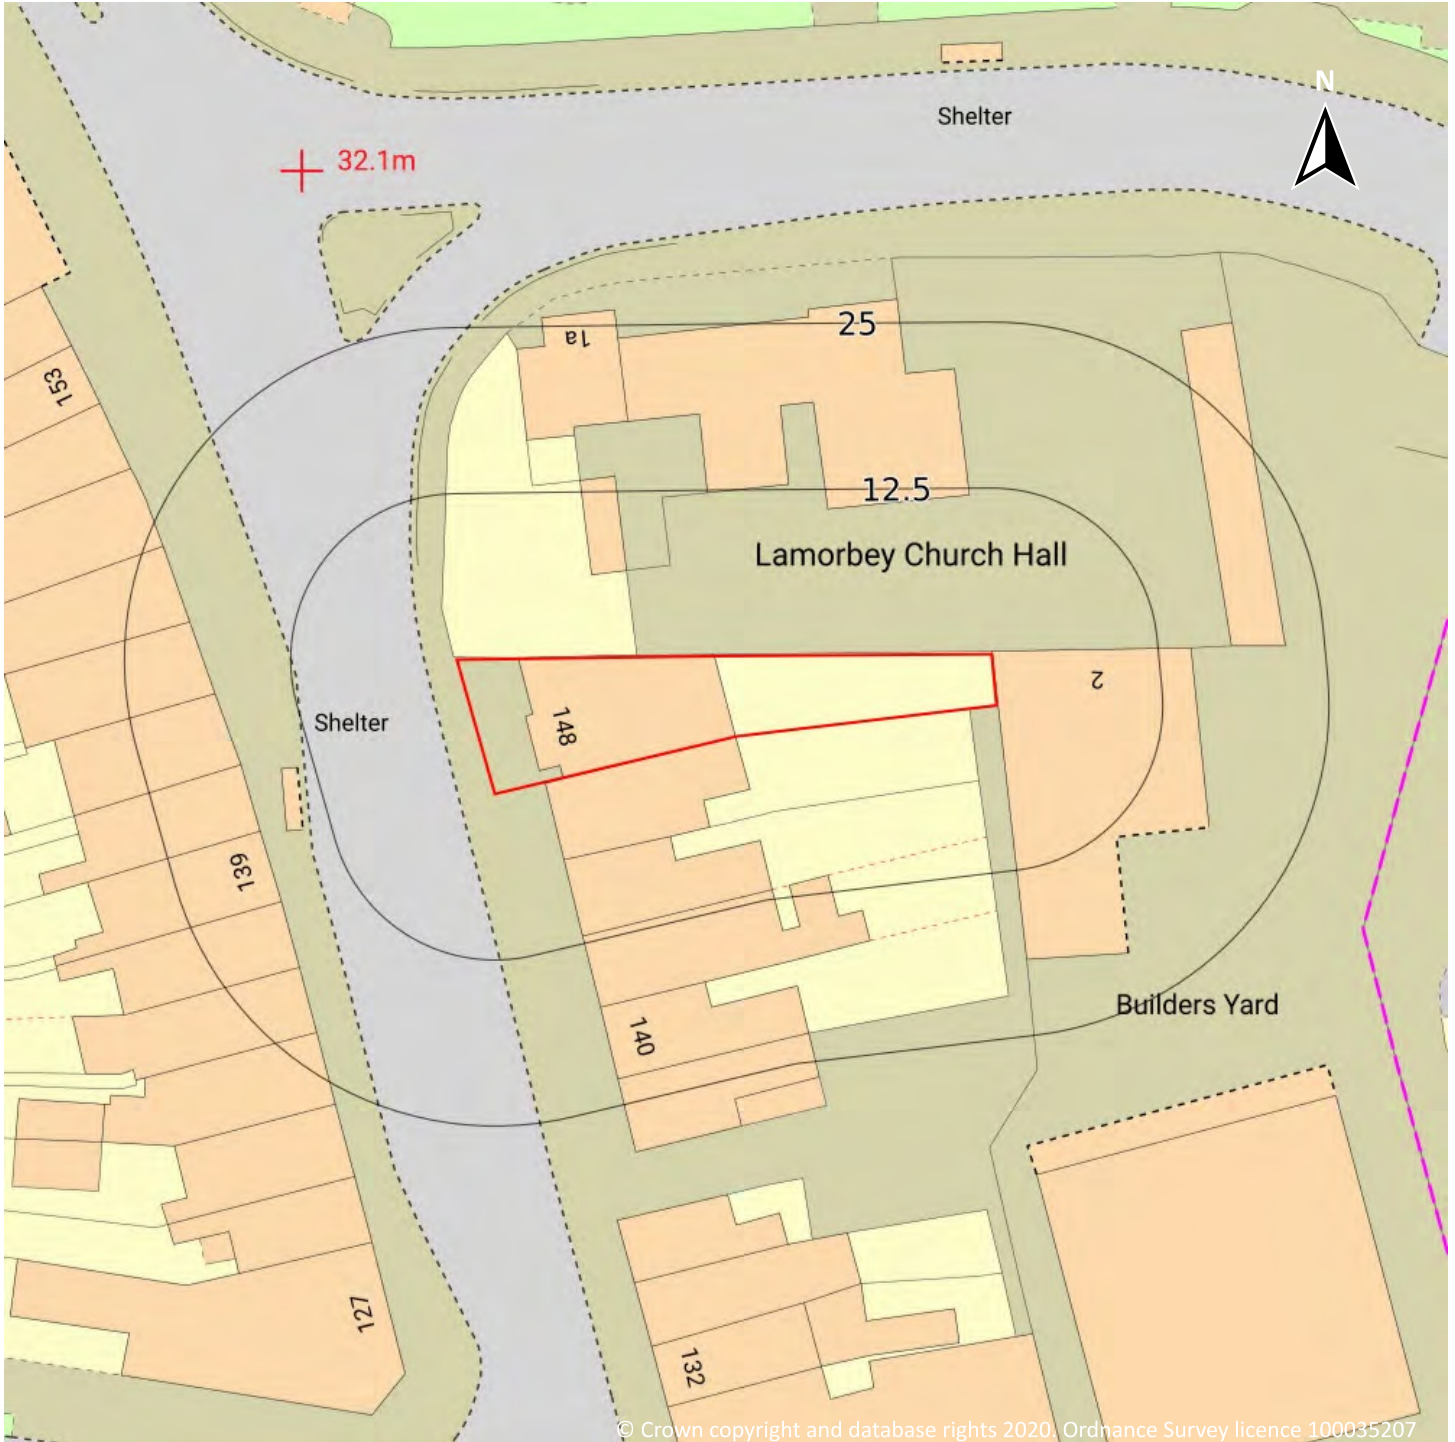 N
Shelter
32.1m
1a
25
153
12.5
Lamorbey Church Hall
2
148
Shelter
139
Builders Yard
140
127
132
© Crown copyright and database rights 2020. Ordnance Survey licence 100035207